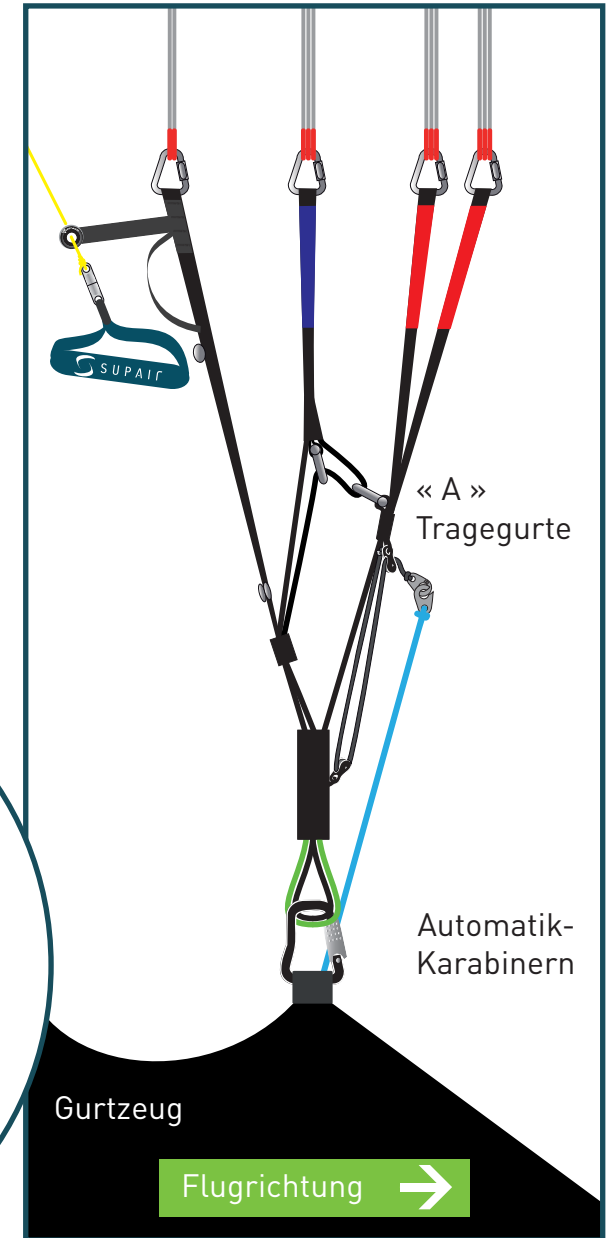 SUPAIR
« A »
Tragegurte
Automatik-
Karabinern
Gurtzeug
Flugrichtung